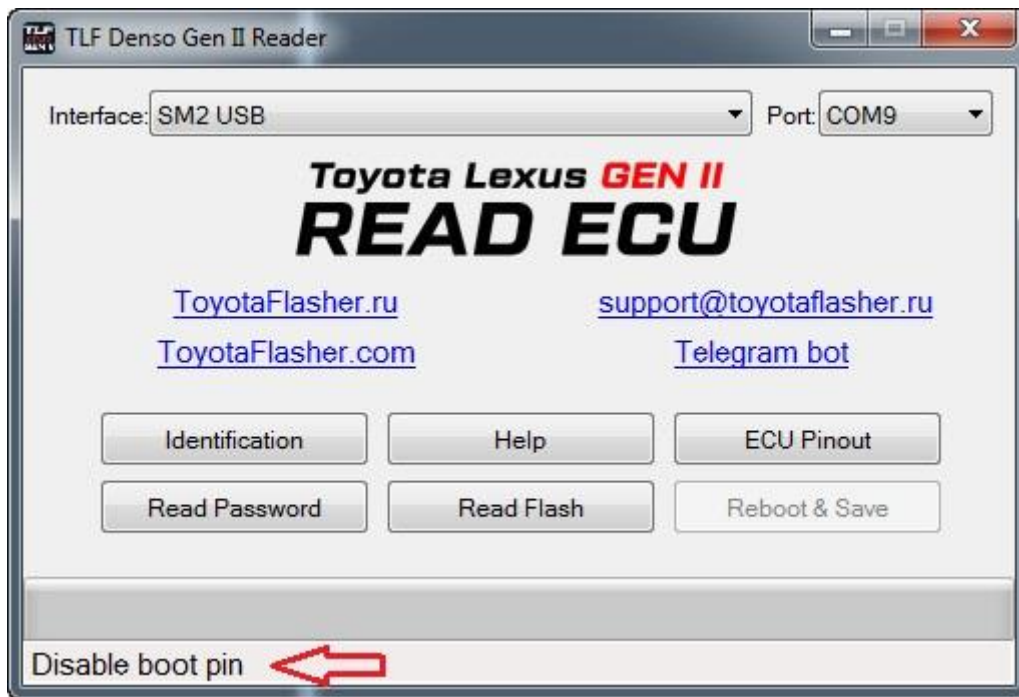 TLF Denso Gen II Reader
Interface: SM2 USB Port: COM9
Toyota Lexus GEN II
READ ECU
ToyotaFlasher.ru support@toyotaflasher.ru
ToyotaFlasher.com Telegram bot
Identification Help ECU Pinout
Read Password Read Flash Reboot & Save
Disable boot pin